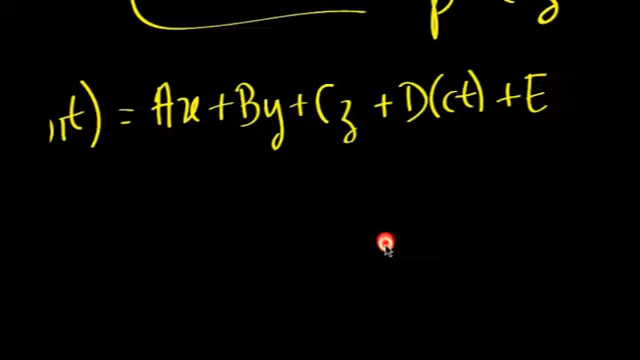 t) = Ax + By + Cz + D(ct) + E